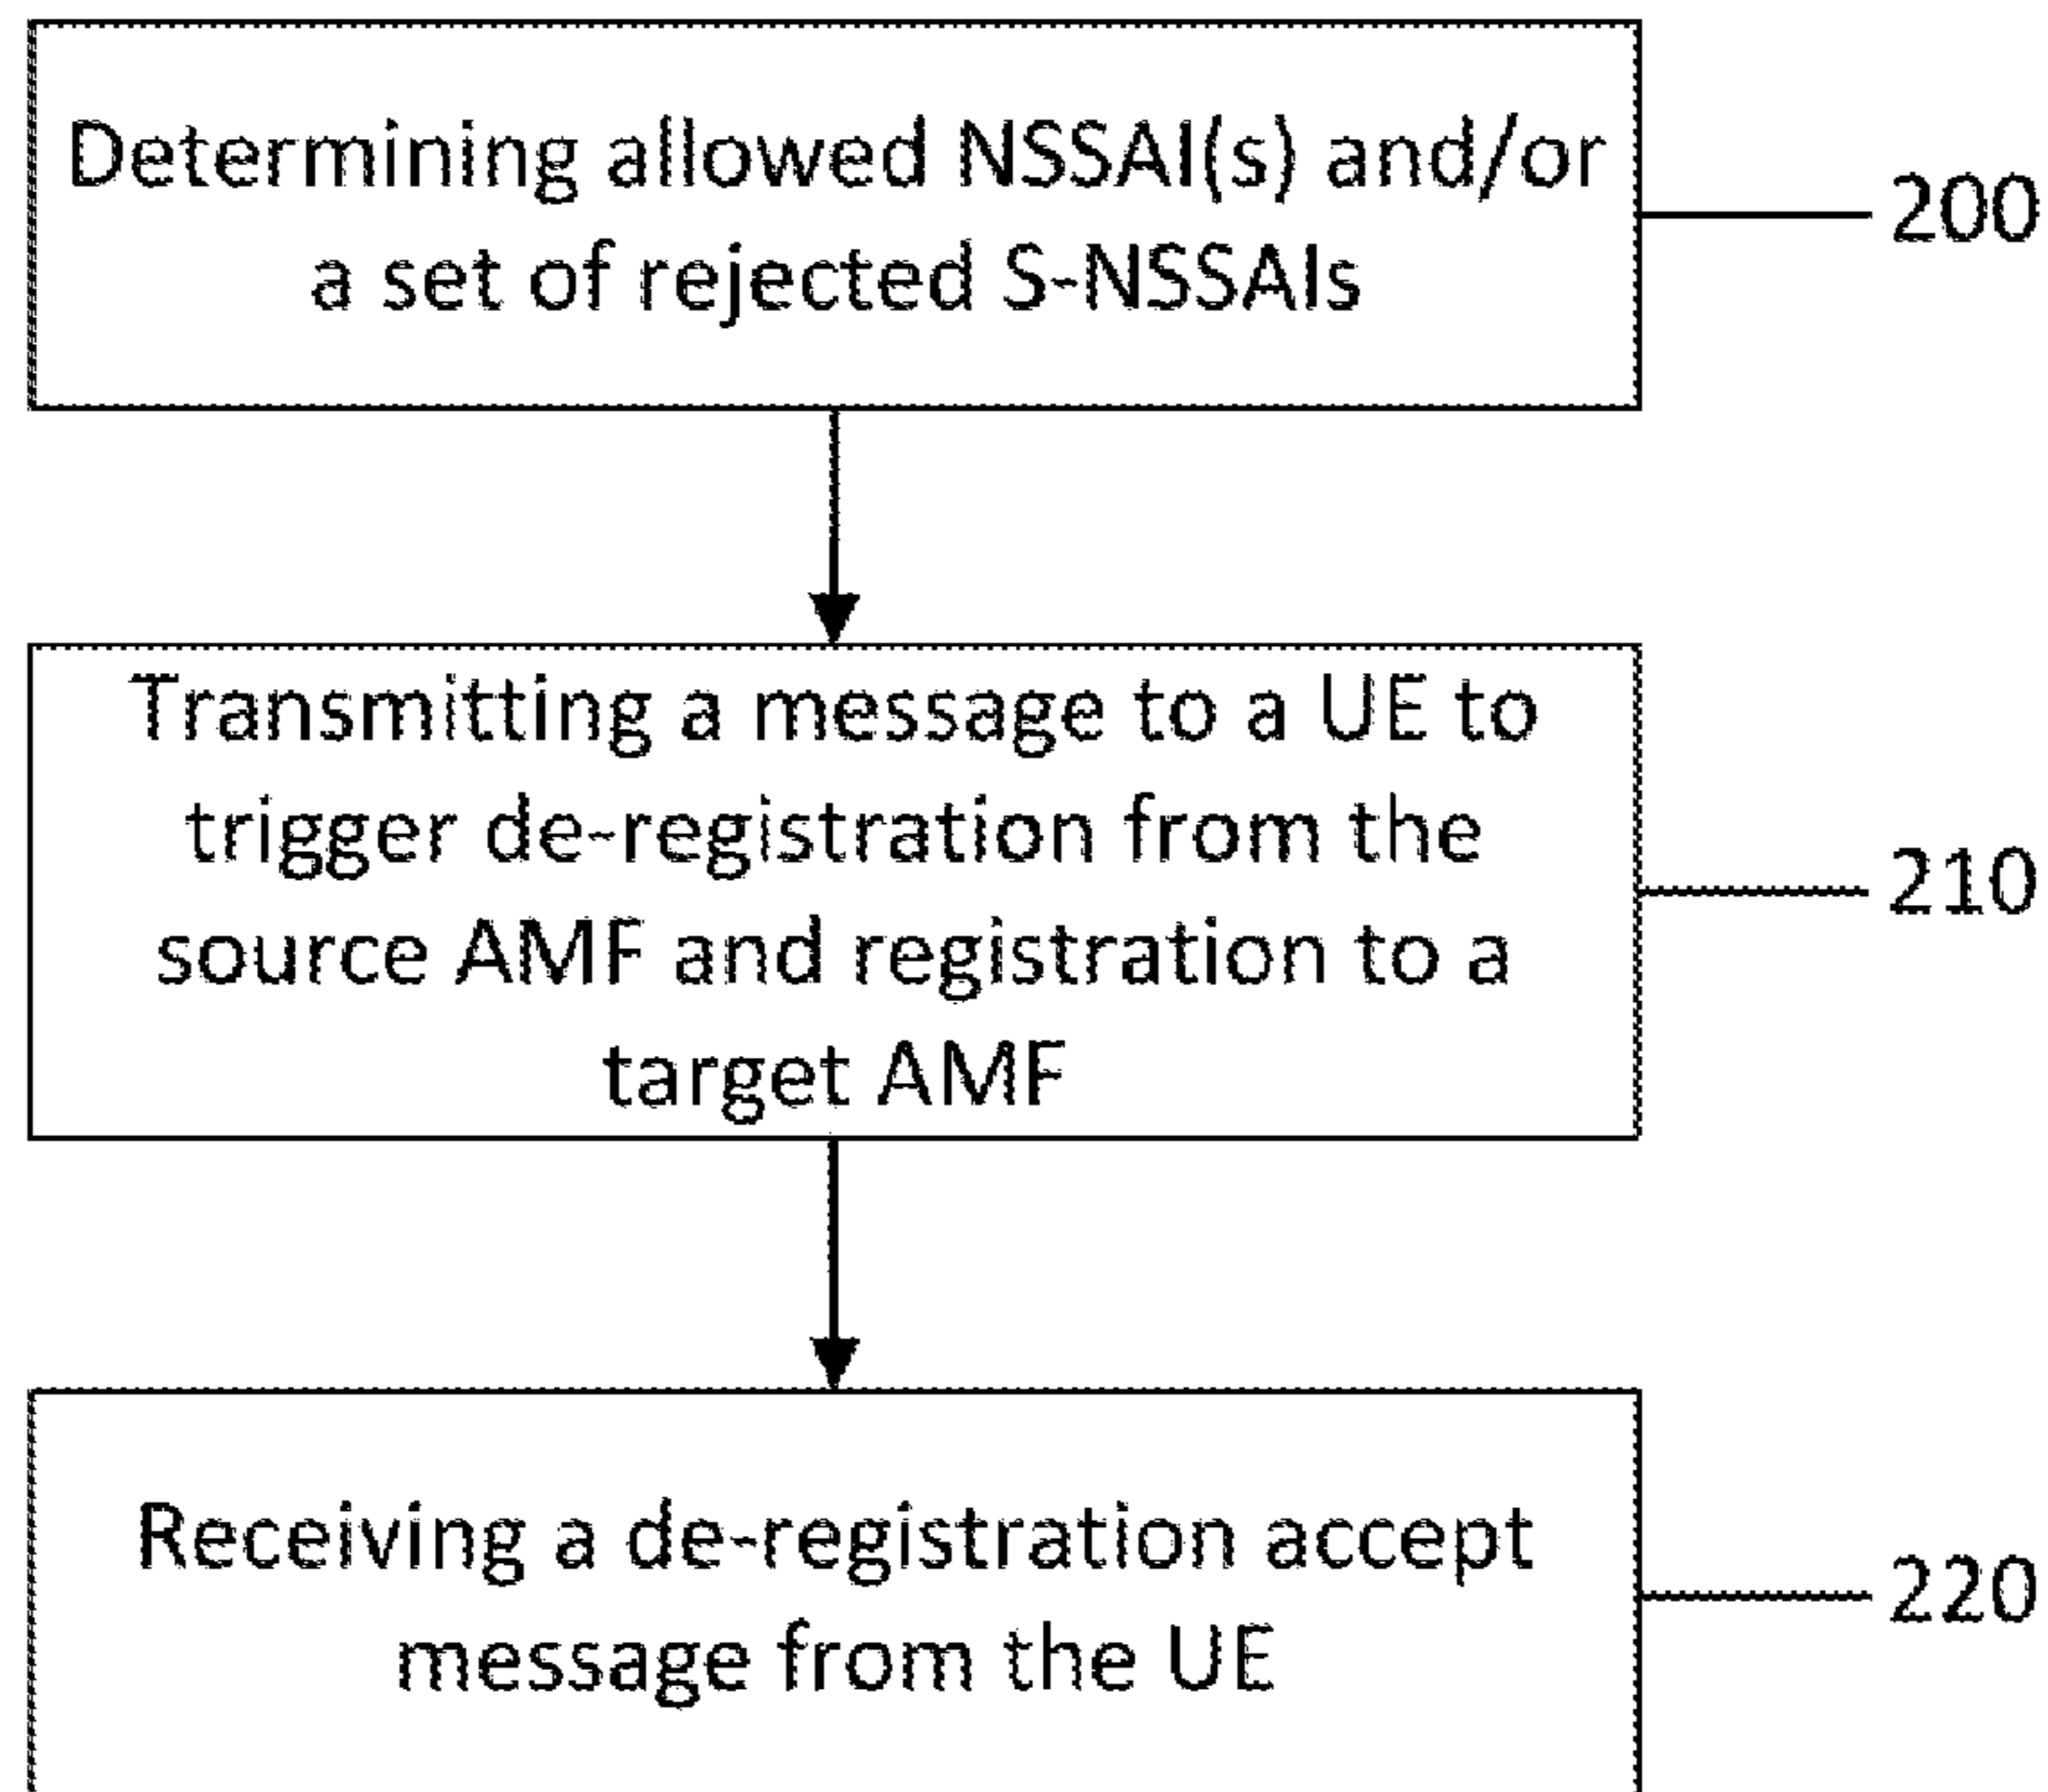 Determining allowed NSSAI(s) and/or
a set of rejected S-NSSAIs
200
Transmitting a message to a UE to
trigger de-registration from the
source AMF and registration to a
target AMF
210
Receiving a de-registration accept
message from the UE
220